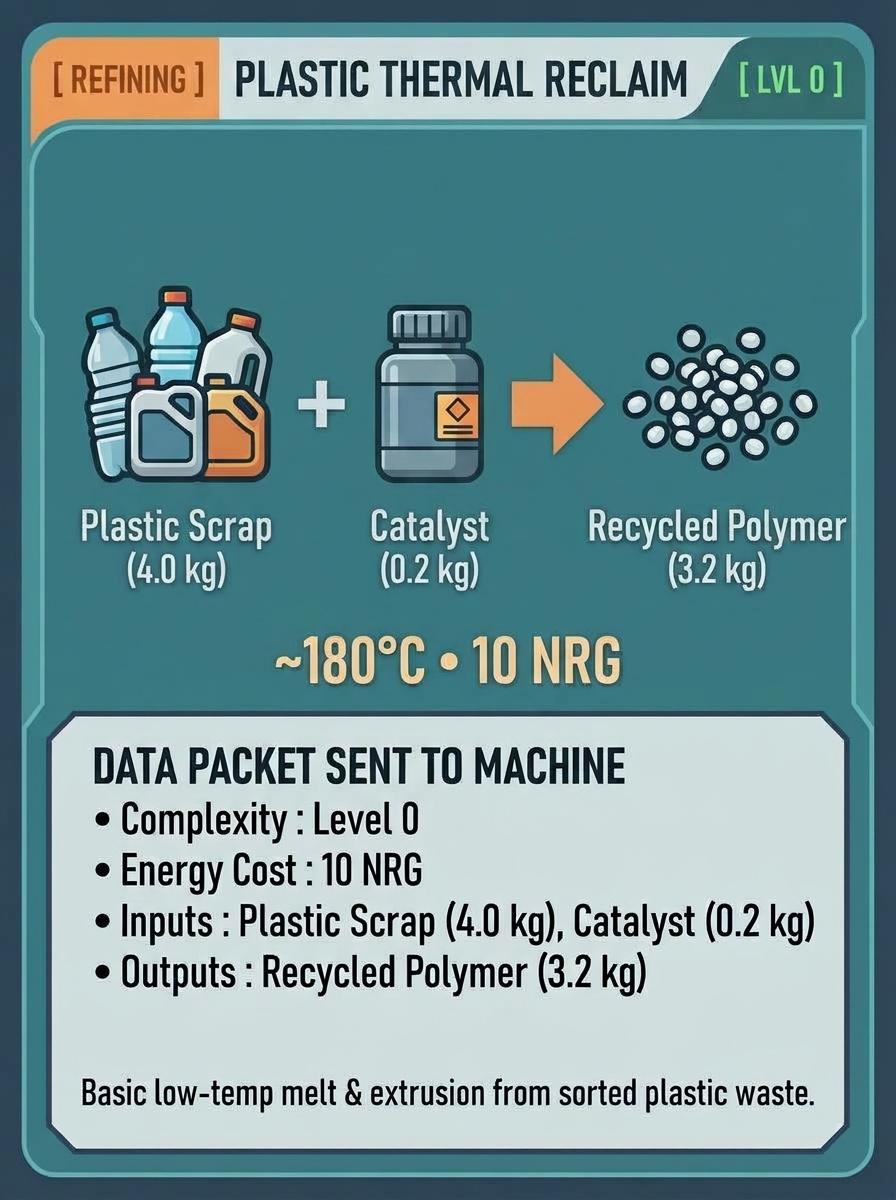 [ REFINING ]
PLASTIC THERMAL RECLAIM
[ LVL 0 ]
Plastic Scrap
(4.0 kg)
Catalyst
(0.2 kg)
Recycled Polymer
(3.2 kg)
~180°C • 10 NRG
DATA PACKET SENT TO MACHINE
• Complexity : Level 0
• Energy Cost : 10 NRG
• Inputs : Plastic Scrap (4.0 kg), Catalyst (0.2 kg)
• Outputs : Recycled Polymer (3.2 kg)
Basic low-temp melt & extrusion from sorted plastic waste.